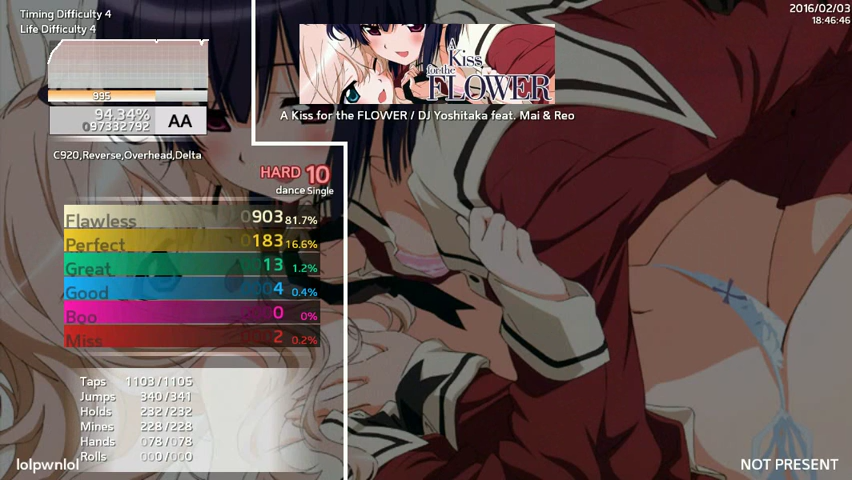 Timing Difficulty 4
Life Difficulty 4
2016/02/03
18:46:46
995
94.34%
097332792
AA
A
Kiss
for the
FLOWER
A Kiss for the FLOWER / DJ Yoshitaka feat. Mai & Reo
C920,Reverse,Overhead,Delta
HARD 10
dance Single
Flawless 0903 81.7%
Perfect 0183 16.6%
Great 0013 1.2%
Good 0004 0.4%
Boo 0000 0%
Miss 0002 0.2%
Taps 1103/1105
Jumps 340/341
Holds 232/232
Mines 228/228
Hands 078/078
Rolls 000/000
lolpwnlol
NOT PRESENT